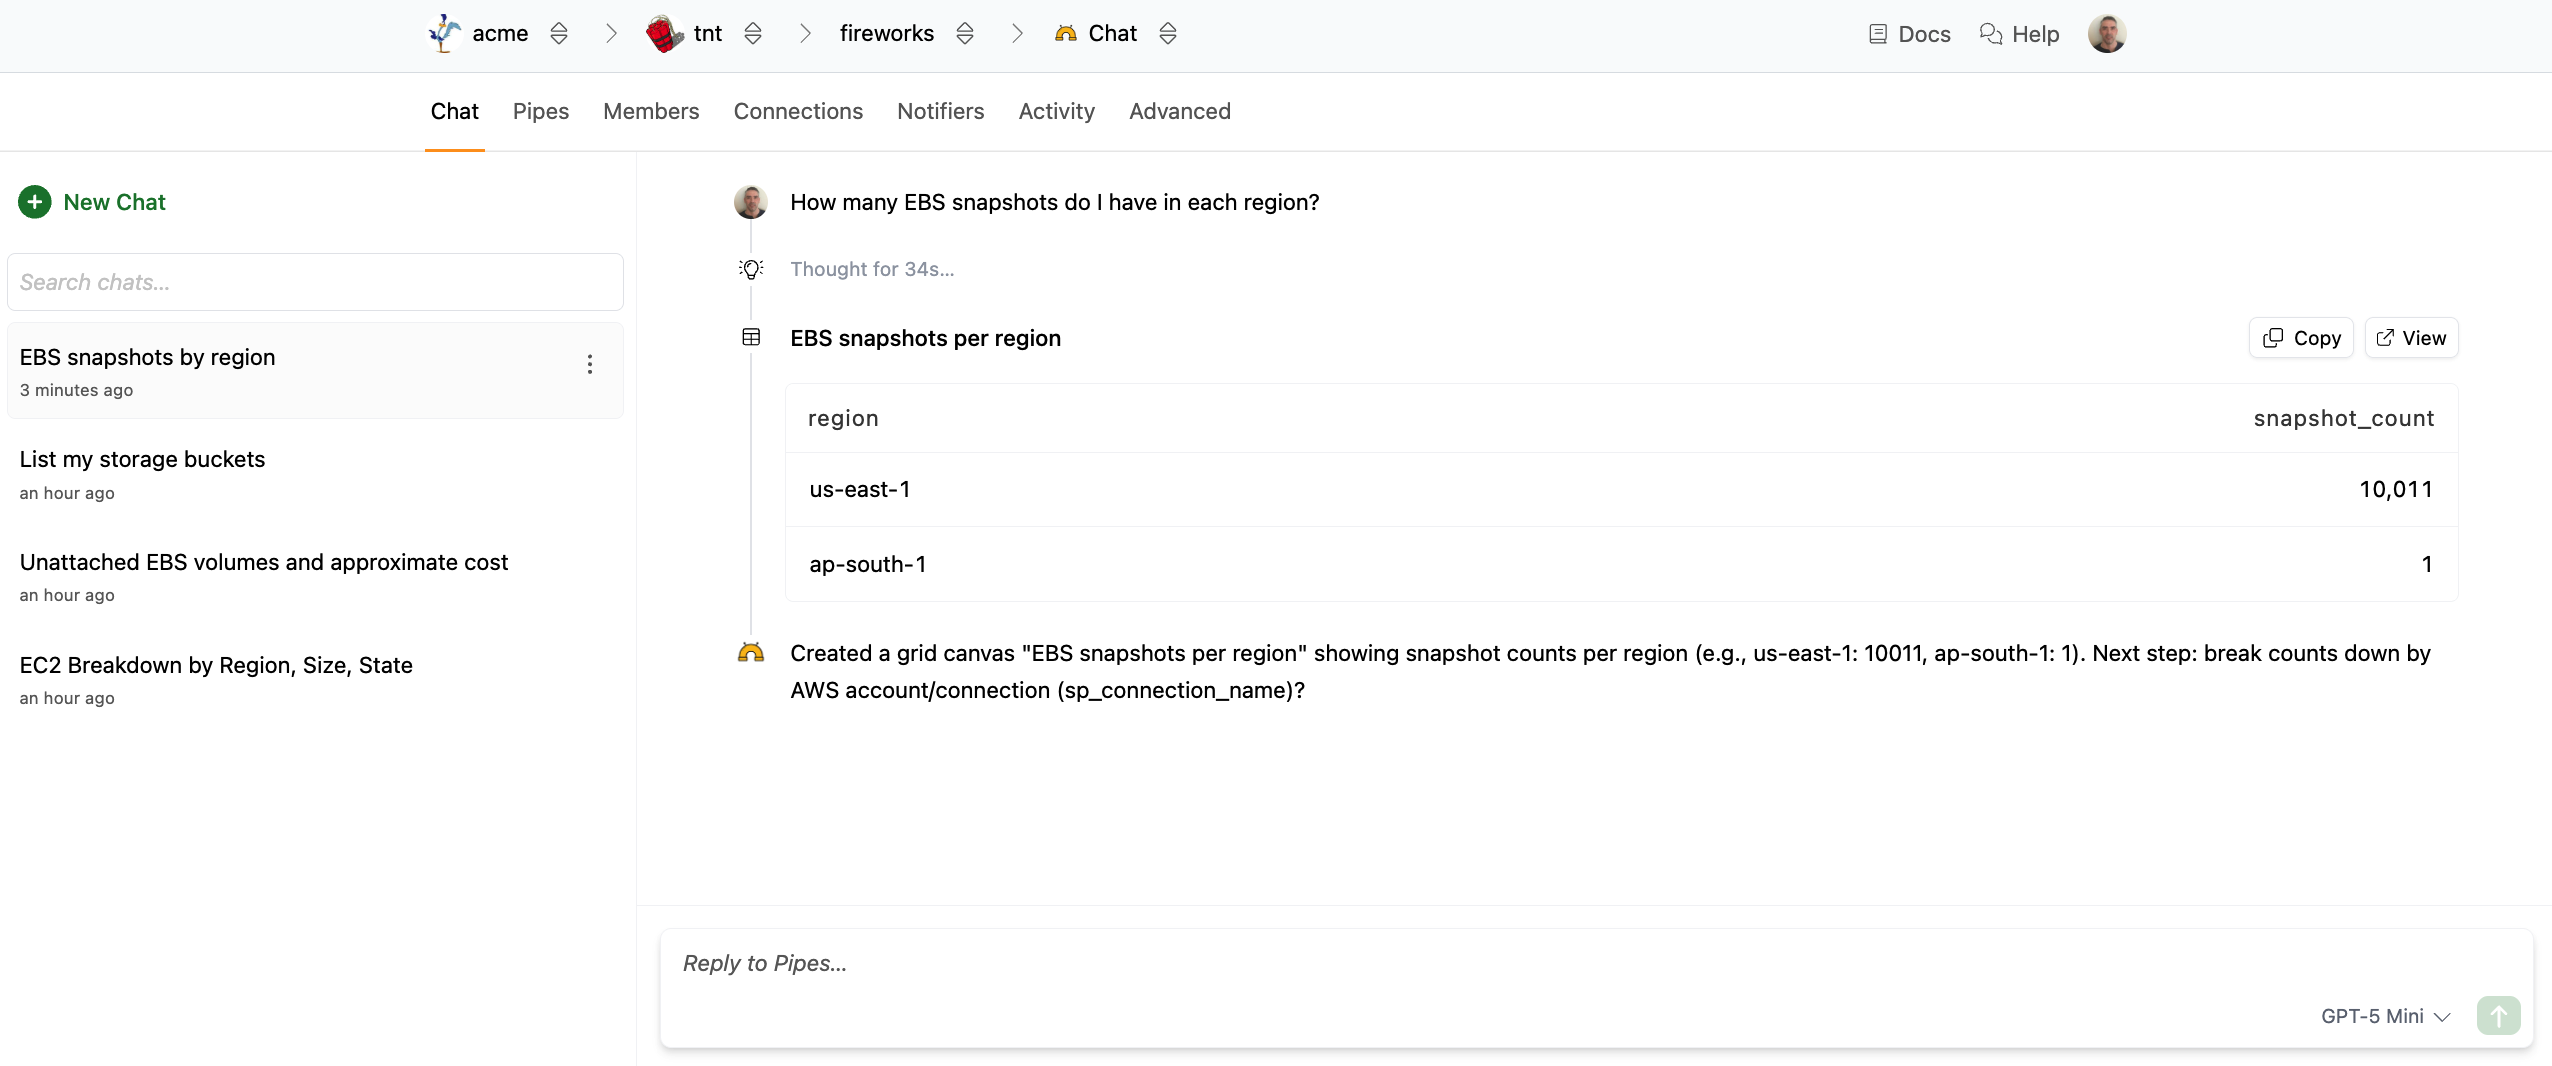 acme
tnt
fireworks
Chat
Docs
Help
Chat
Pipes
Members
Connections
Notifiers
Activity
Advanced
New Chat
Search chats...
EBS snapshots by region
3 minutes ago
List my storage buckets
an hour ago
Unattached EBS volumes and approximate cost
an hour ago
EC2 Breakdown by Region, Size, State
an hour ago
How many EBS snapshots do I have in each region?
Thought for 34s...
EBS snapshots per region
Copy
View
region snapshot_count
us-east-1 10,011
ap-south-1 1
Created a grid canvas "EBS snapshots per region" showing snapshot counts per region (e.g., us-east-1: 10011, ap-south-1: 1). Next step: break counts down by
AWS account/connection (sp_connection_name)?
Reply to Pipes...
GPT-5 Mini